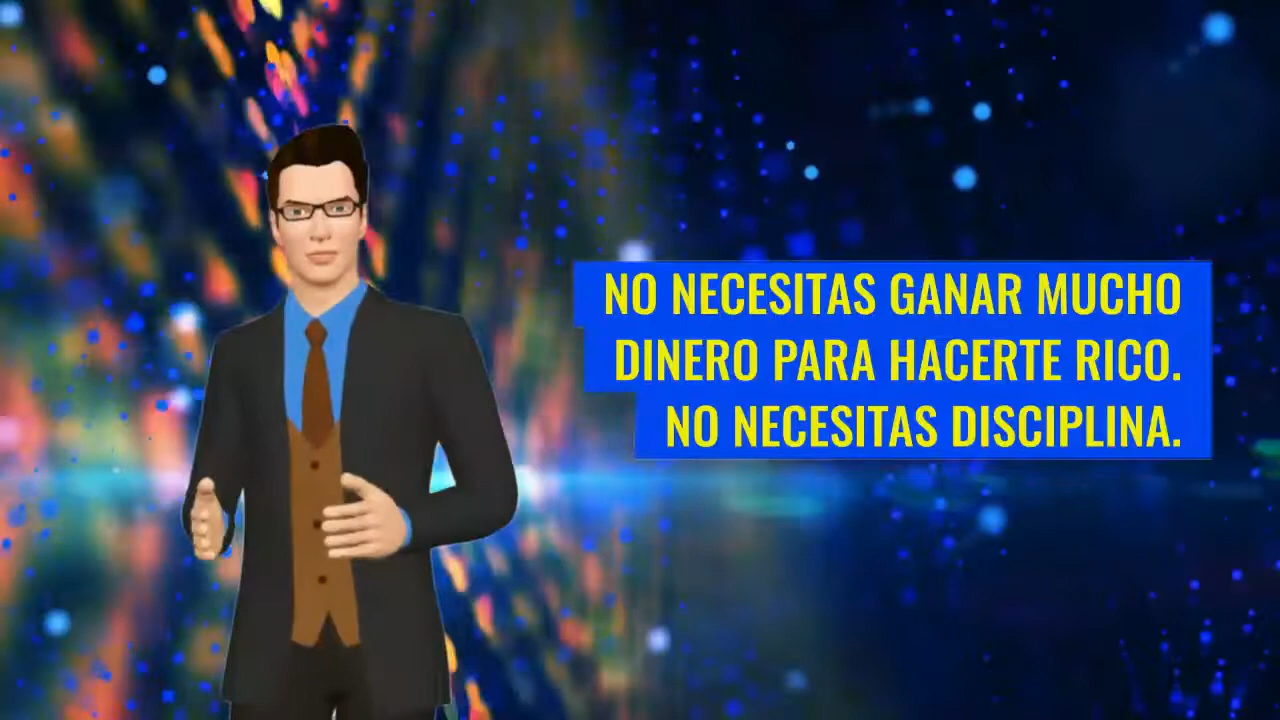 NO NECESITAS GANAR MUCHO
DINERO PARA HACERTE RICO.
NO NECESITAS DISCIPLINA.